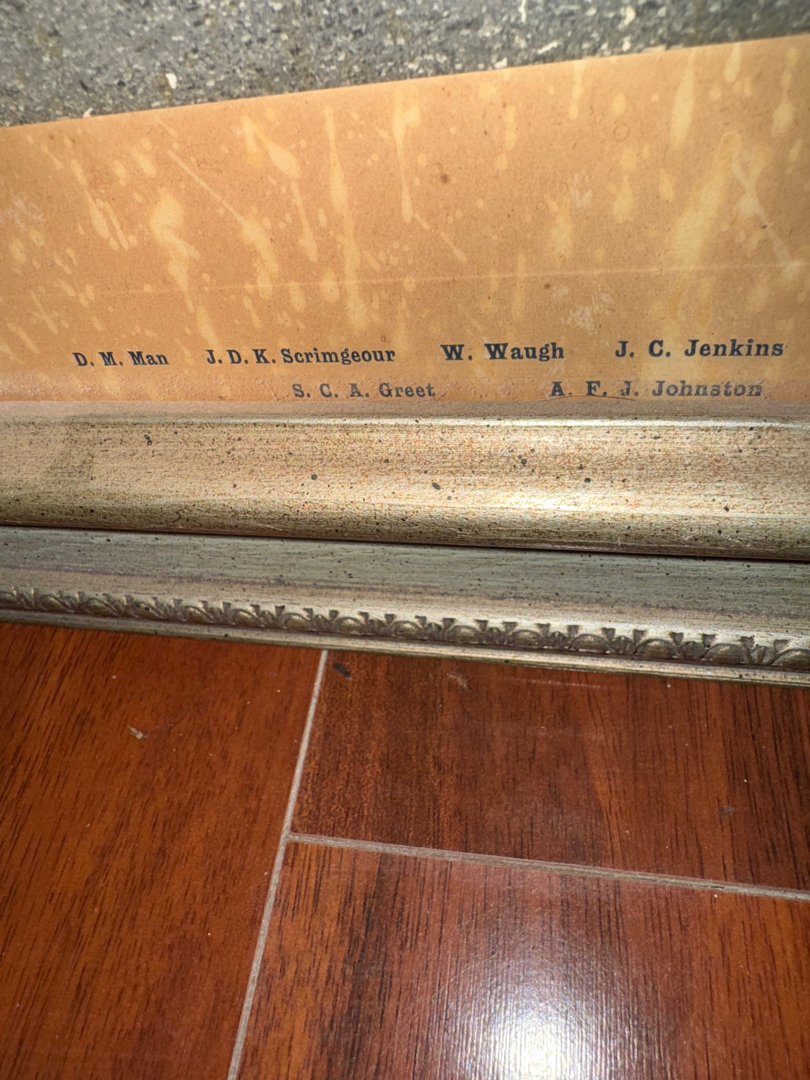 D. M. Man J. D. K. Scrimgeour W. Waugh J. C. Jenkins
S. C. A. Greet A. F. J. Johnston